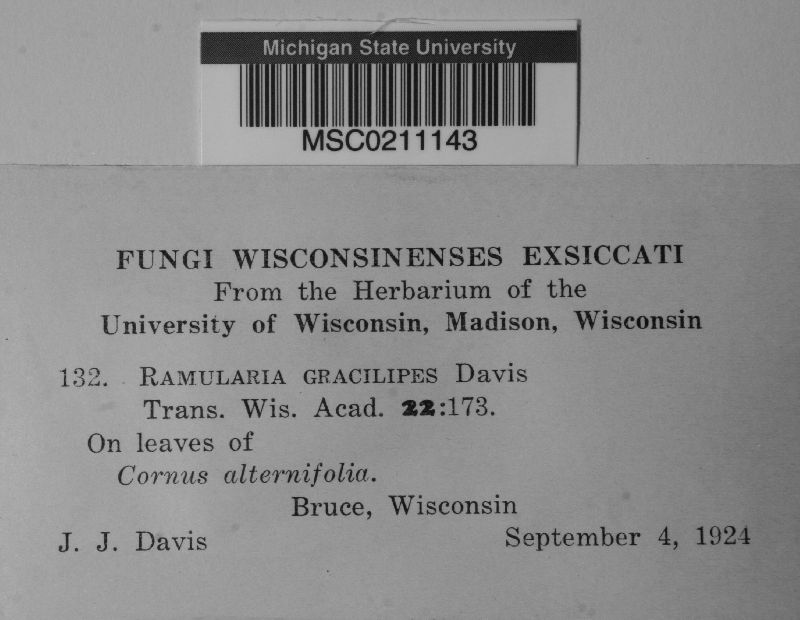 Michigan State University
MSC0211143
FUNGI WISCONSINENSES EXSICCATI
From the Herbarium of the
University of Wisconsin, Madison, Wisconsin
132. RAMULARIA GRACILIPES Davis
Trans. Wis. Acad. 22:173.
On leaves of
Cornus alternifolia.
Bruce, Wisconsin
J. J. Davis September 4, 1924